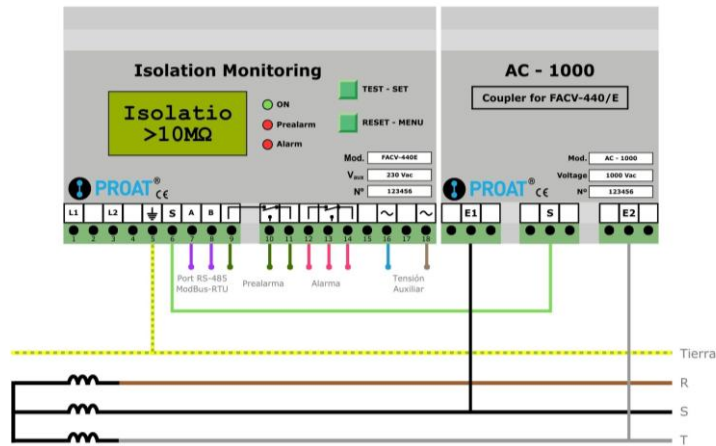 Isolation Monitoring
Isolatio
>10MΩ
ON
Prealarm
Alarm
TEST - SET
RESET - MENU
Mod. FACV-440E
Vaux 230 Vac
Nº 123456
PROAT® CE
L1 L2 S A B
1 2 3 4 5 6 7 8 9 10 11 12 13 14 15 16 17 18
Port RS-485
ModBus-RTU
Prealarma
Alarma
Tensión
Auxiliar
AC - 1000
Coupler for FACV-440/E
Mod. AC - 1000
Voltage 1000 Vac
Nº 123456
PROAT® CE
E1 S E2
Tierra
R
S
T